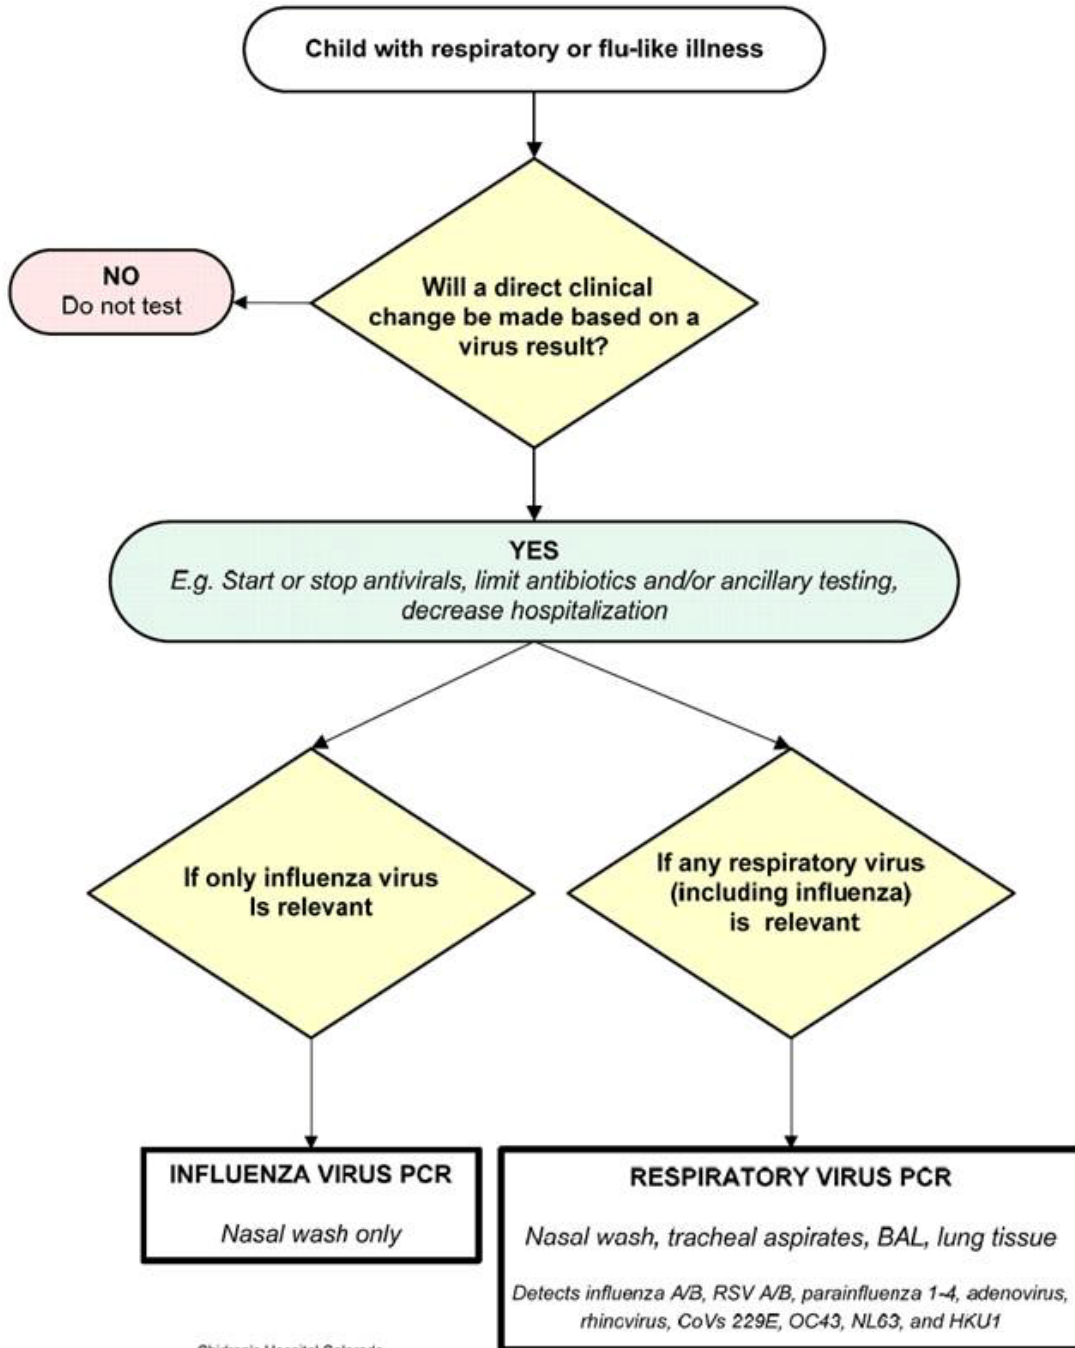 Child with respiratory or flu-like illness
NO
Do not test
Will a direct clinical
change be made based on a
virus result?
YES
E.g. Start or stop antivirals, limit antibiotics and/or ancillary testing,
decrease hospitalization
If only influenza virus
Is relevant
If any respiratory virus
(including influenza)
is relevant
INFLUENZA VIRUS PCR
Nasal wash only
RESPIRATORY VIRUS PCR
Nasal wash, tracheal aspirates, BAL, lung tissue
Detects influenza A/B, RSV A/B, parainfluenza 1-4, adenovirus,
rhinovirus, CoVs 229E, OC43, NL63, and HKU1